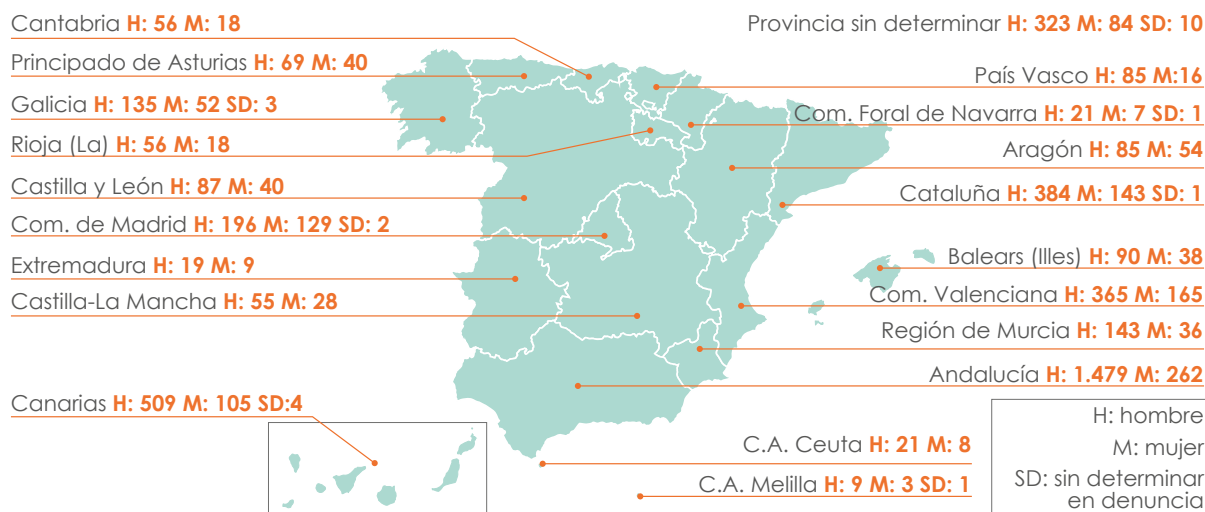 Cantabria H: 56 M: 18
Principado de Asturias H: 69 M: 40
Galicia H: 135 M: 52 SD: 3
Rioja (La) H: 56 M: 18
Castilla y León H: 87 M: 40
Com. de Madrid H: 196 M: 129 SD: 2
Extremadura H: 19 M: 9
Castilla-La Mancha H: 55 M: 28
Canarias H: 509 M: 105 SD:4
Provincia sin determinar H: 323 M: 84 SD: 10
País Vasco H: 85 M:16
Com. Foral de Navarra H: 21 M: 7 SD: 1
Aragón H: 85 M: 54
Cataluña H: 384 M: 143 SD: 1
Balears (Illes) H: 90 M: 38
Com. Valenciana H: 365 M: 165
Región de Murcia H: 143 M: 36
Andalucía H: 1.479 M: 262
C.A. Ceuta H: 21 M: 8
C.A. Melilla H: 9 M: 3 SD: 1
H: hombre
M: mujer
SD: sin determinar
en denuncia